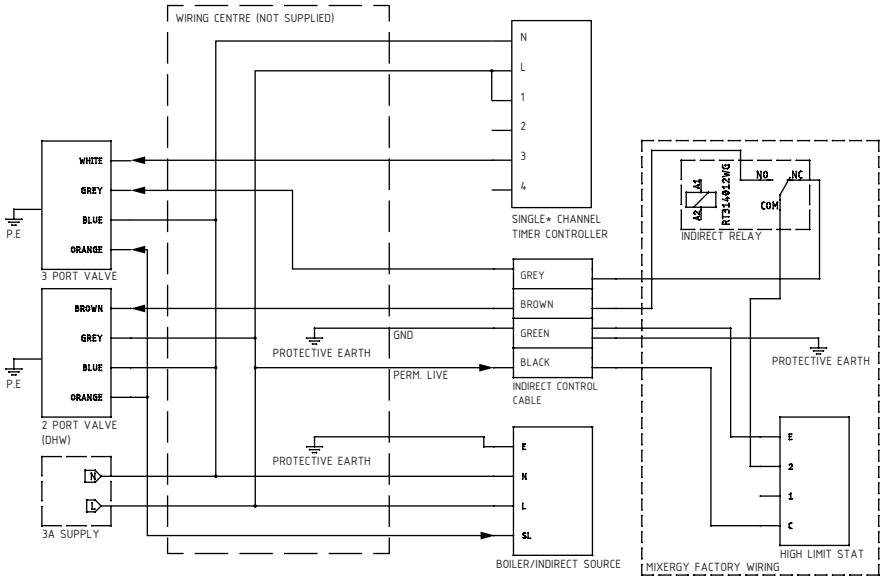 WIRING CENTRE (NOT SUPPLIED)
N
L
1
2
3
4
SINGLE* CHANNEL
TIMER CONTROLLER
WHITE
GREY
BLUE
ORANGE
P.E
3 PORT VALVE
BROWN
GREY
BLUE
ORANGE
P.E
2 PORT VALVE
(DHW)
N
L
3A SUPPLY
GREY
BROWN
GREEN
BLACK
INDIRECT CONTROL
CABLE
GND
PROTECTIVE EARTH
PERM. LIVE
PROTECTIVE EARTH
E
N
L
SL
BOILER/INDIRECT SOURCE
A1
A2
RT314012WG
NO
NC
COM
INDIRECT RELAY
PROTECTIVE EARTH
E
2
1
C
HIGH LIMIT STAT
MIXERGY FACTORY WIRING